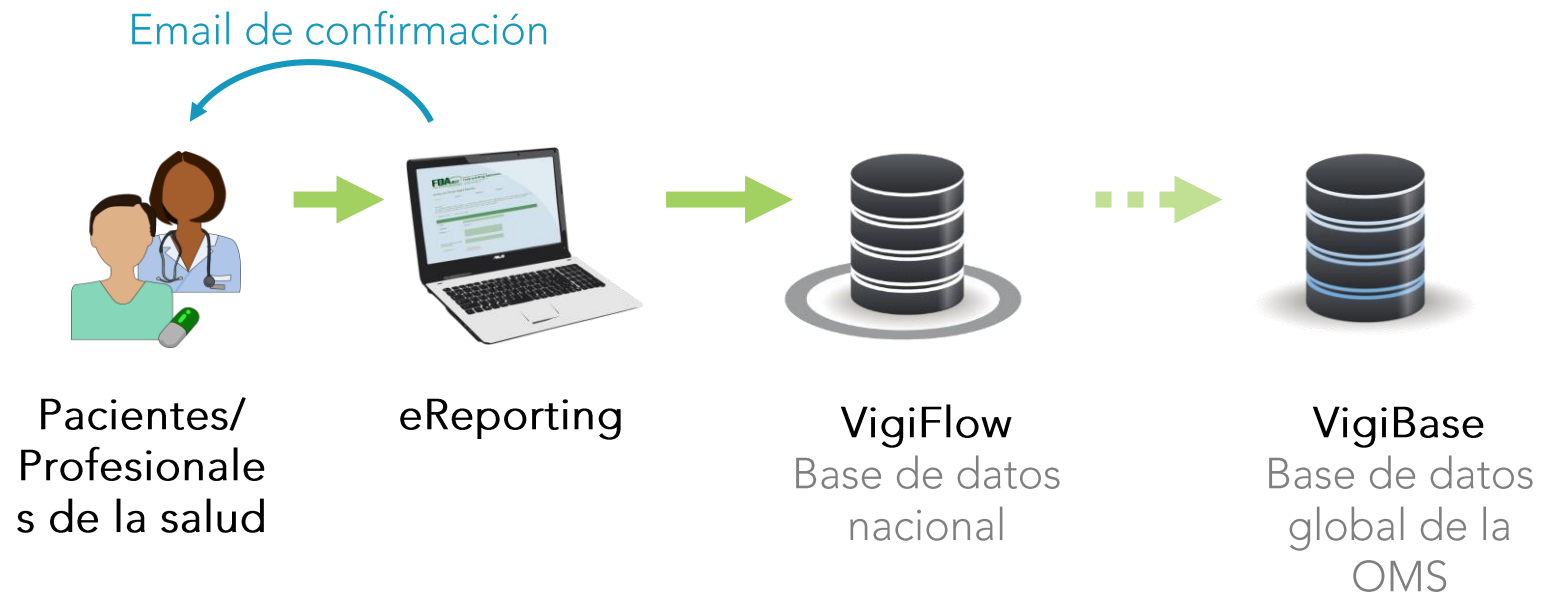 Email de confirmación
Pacientes/
Profesionale
s de la salud
eReporting
VigiFlow
Base de datos
nacional
VigiBase
Base de datos
global de la
OMS